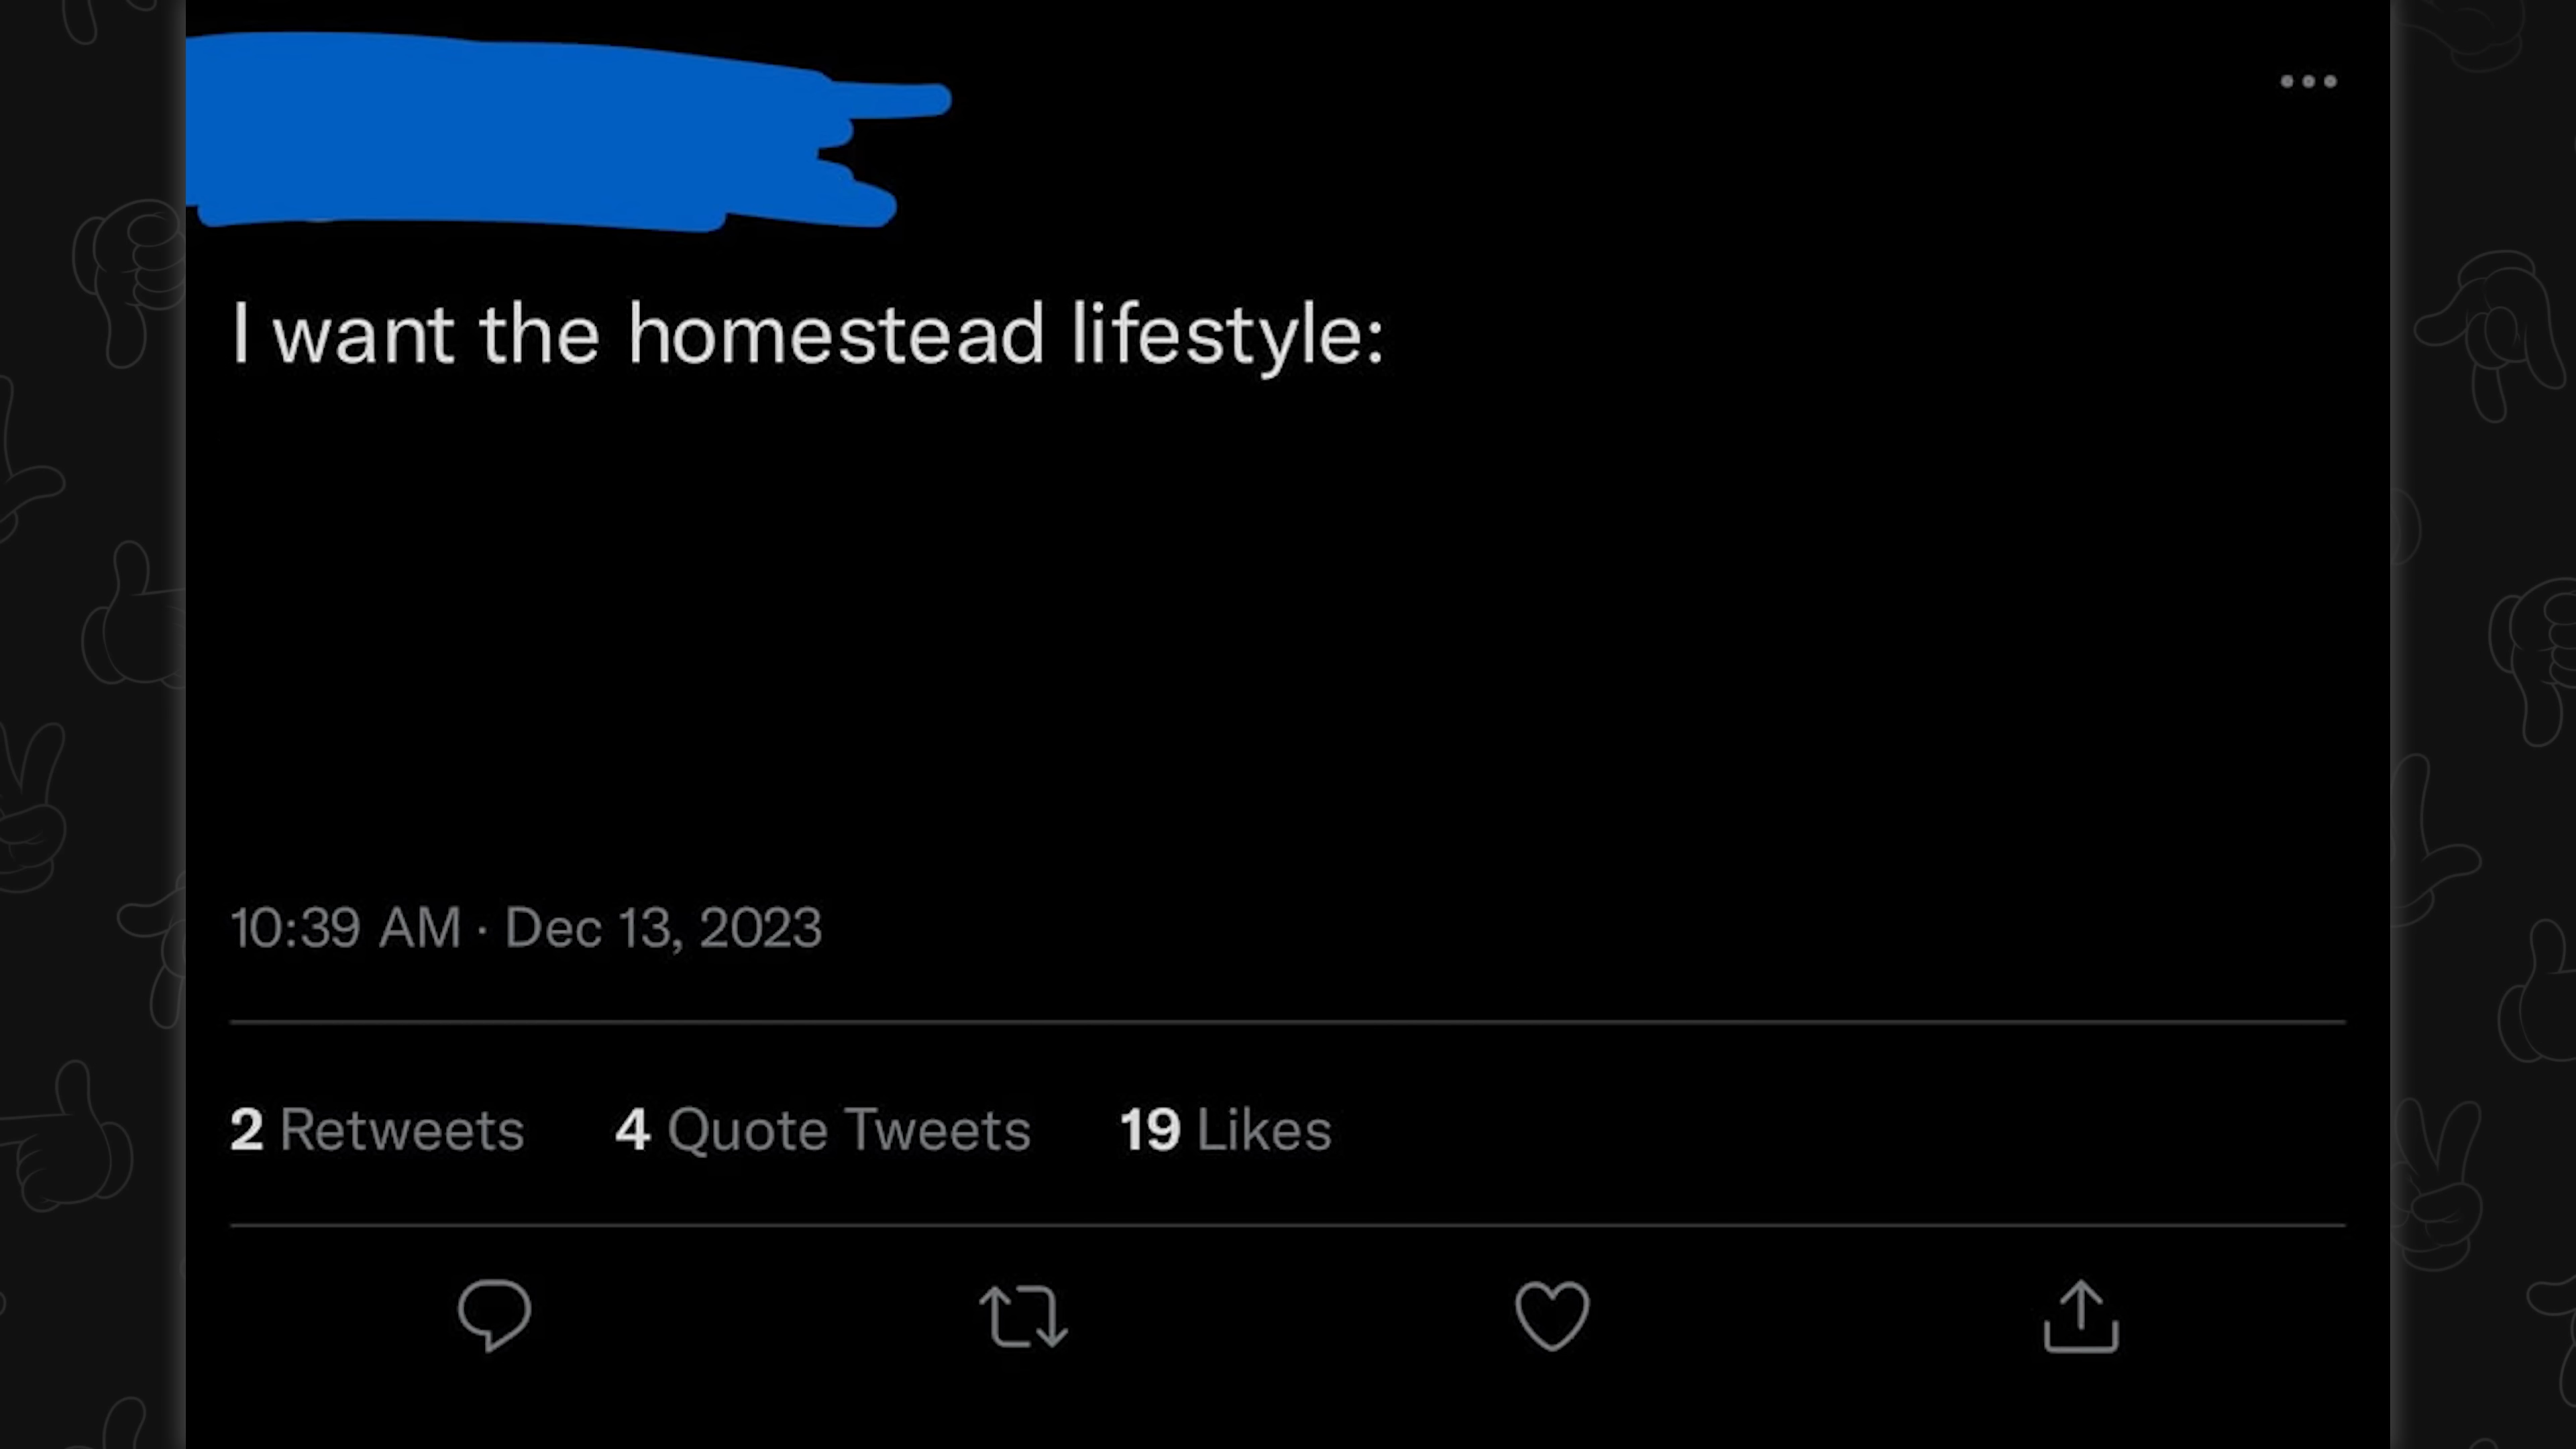 I want the homestead lifestyle:
10:39 AM · Dec 13, 2023
2 Retweets 4 Quote Tweets 19 Likes